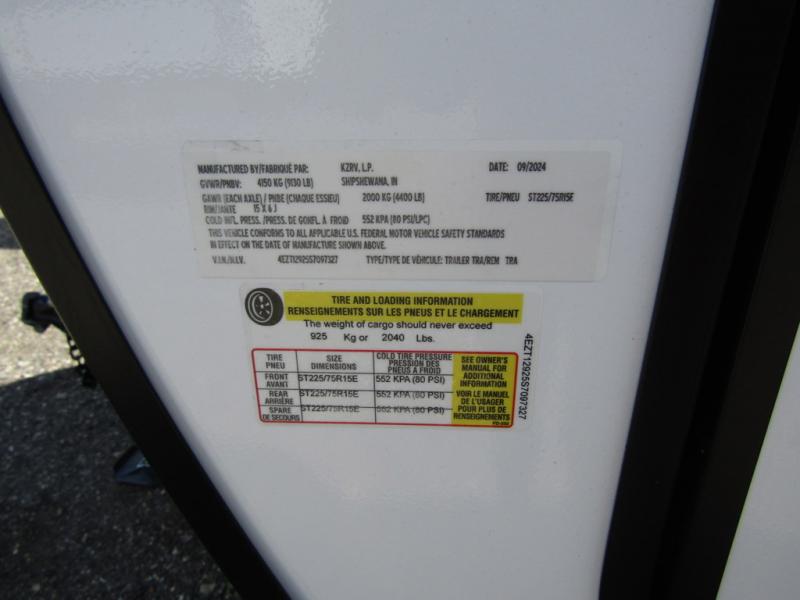 MANUFACTURED BY/FABRIQUÉ PAR: KZRV, L.P. DATE: 09/2024
GVWR/PNBV: 4150 KG (9130 LB) SHIPSHEWANA, IN
GAWR (EACH AXLE) / PNBE (CHAQUE ESSIEU) 2000 KG (4400 LB) TIRE/PNEU ST225/75R15E
RIM/JANTE 15 X 6 J
COLD INFL. PRESS./PRESS. DE GONFL. À FROID 552 KPA (80 PSI/LPC)
THIS VEHICLE CONFORMS TO ALL APPLICABLE U.S. FEDERAL MOTOR VEHICLE SAFETY STANDARDS
IN EFFECT ON THE DATE OF MANUFACTURE SHOWN ABOVE.
V.I.N./N.I.V. 4EZT12925S7097327 TYPE/TYPE DE VÉHICULE: TRAILER TRA/REM TRA
TIRE AND LOADING INFORMATION
RENSEIGNEMENTS SUR LES PNEUS ET LE CHARGEMENT
The weight of cargo should never exceed
925 Kg or 2040 Lbs.
TIRE PNEU
SIZE DIMENSIONS
COLD TIRE PRESSURE
PRESSION DES
PNEUS A FROID
FRONT AVANT ST225/75R15E 552 KPA (80 PSI)
REAR ARRIÈRE ST225/75R15E 552 KPA (80 PSI)
SPARE DE SECOURS ST225/75R15E 552 KPA (80 PSI)
SEE OWNER'S
MANUAL FOR
ADDITIONAL
INFORMATION
VOIR LE MANUEL
DE L'USAGER
POUR PLUS DE
RENSEIGNEMENTS
4EZT12925S7097327